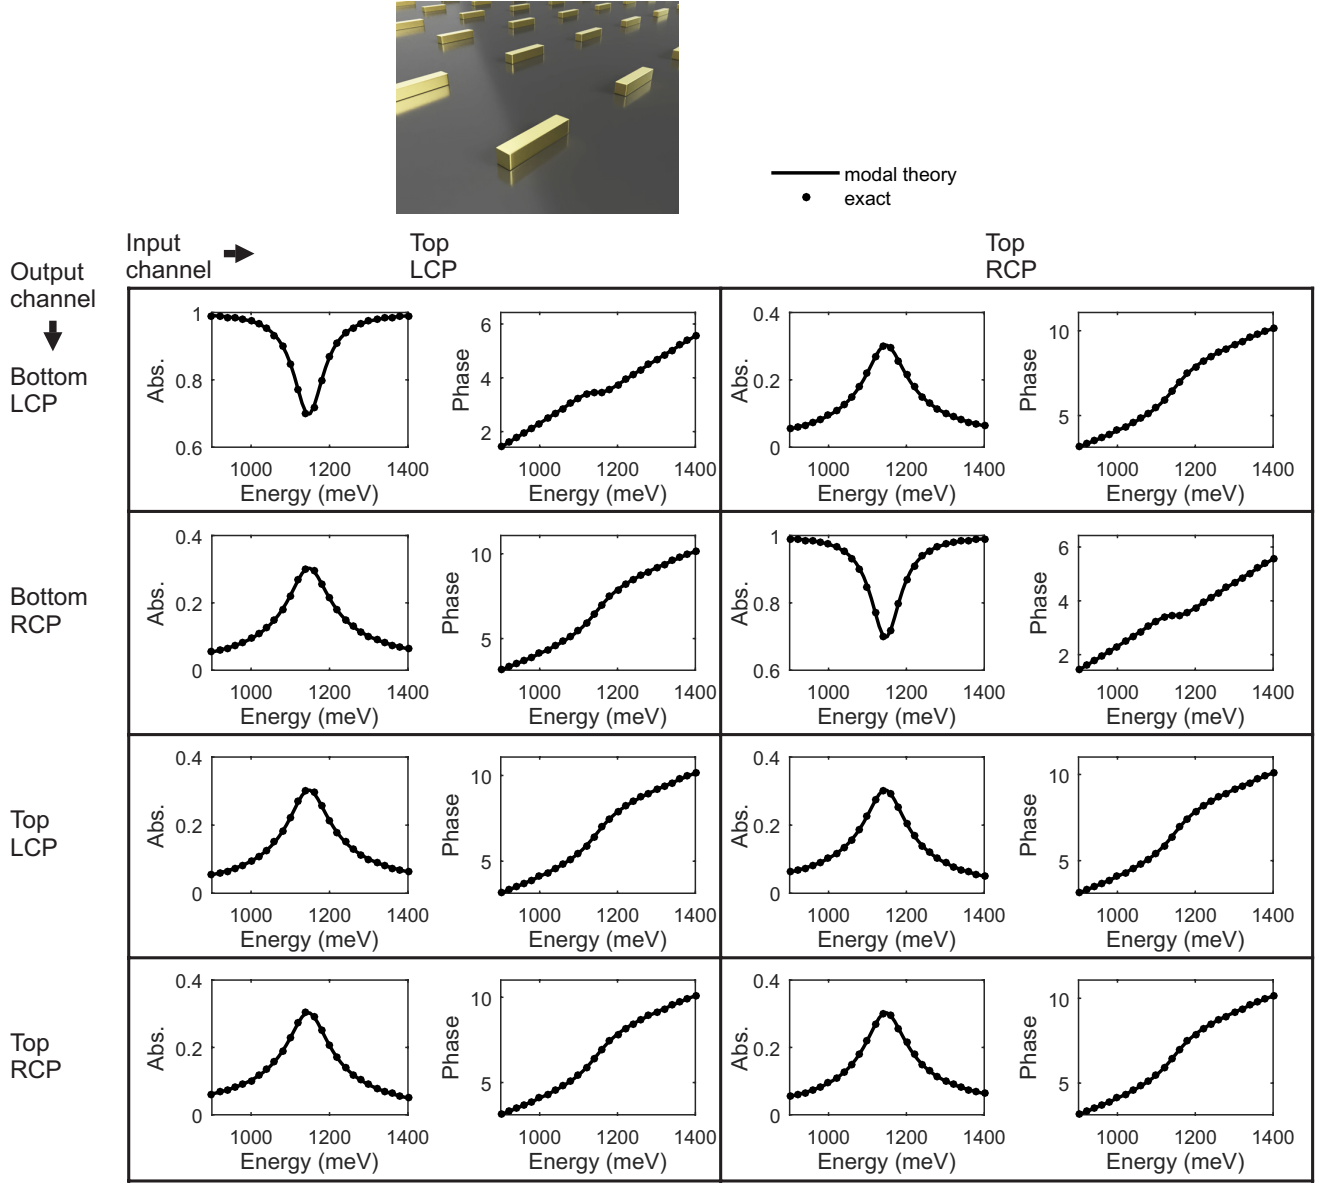 modal theory
exact
Input
channel
Top
LCP
Top
RCP
Output
channel
Bottom
LCP
1
0.8
0.6
Abs.
1000 1200 1400
Energy (meV)
6
4
2
Phase
1000 1200 1400
Energy (meV)
0.4
0.2
0
Abs.
1000 1200 1400
Energy (meV)
10
5
Phase
1000 1200 1400
Energy (meV)
Bottom
RCP
0.4
0.2
0
Abs.
1000 1200 1400
Energy (meV)
10
5
Phase
1000 1200 1400
Energy (meV)
1
0.8
0.6
Abs.
1000 1200 1400
Energy (meV)
6
4
2
Phase
1000 1200 1400
Energy (meV)
Top
LCP
0.4
0.2
0
Abs.
1000 1200 1400
Energy (meV)
10
5
Phase
1000 1200 1400
Energy (meV)
0.4
0.2
0
Abs.
1000 1200 1400
Energy (meV)
10
5
Phase
1000 1200 1400
Energy (meV)
Top
RCP
0.4
0.2
0
Abs.
1000 1200 1400
Energy (meV)
10
5
Phase
1000 1200 1400
Energy (meV)
0.4
0.2
0
Abs.
1000 1200 1400
Energy (meV)
10
5
Phase
1000 1200 1400
Energy (meV)